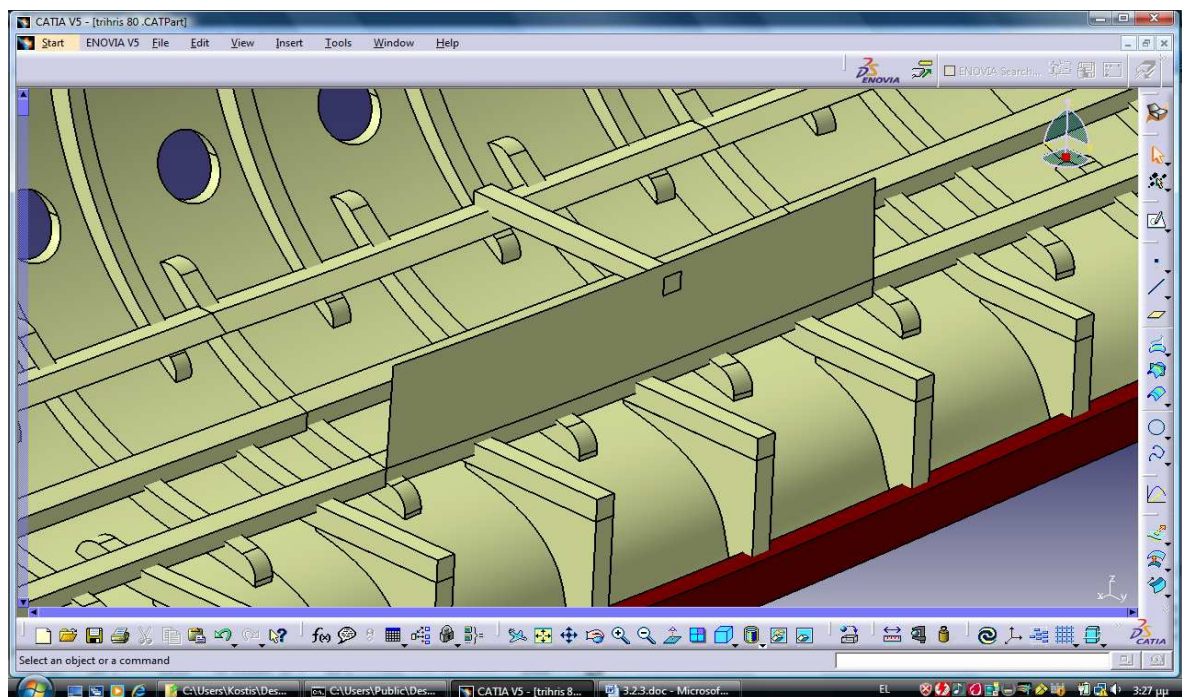 CATIA V5 - [trihris 80 .CATPart]
Start ENOVIA V5 File Edit View Insert Tools Window Help
ENOVIA ENOVIA Search...
z
x y
f(x)
CATIA
Select an object or a command
C:\Users\Kostis\Des... C:\Users\Public\Des... CATIA V5 - [trihris 8... 3.2.3.doc - Microsof... EL 3:27 μμ